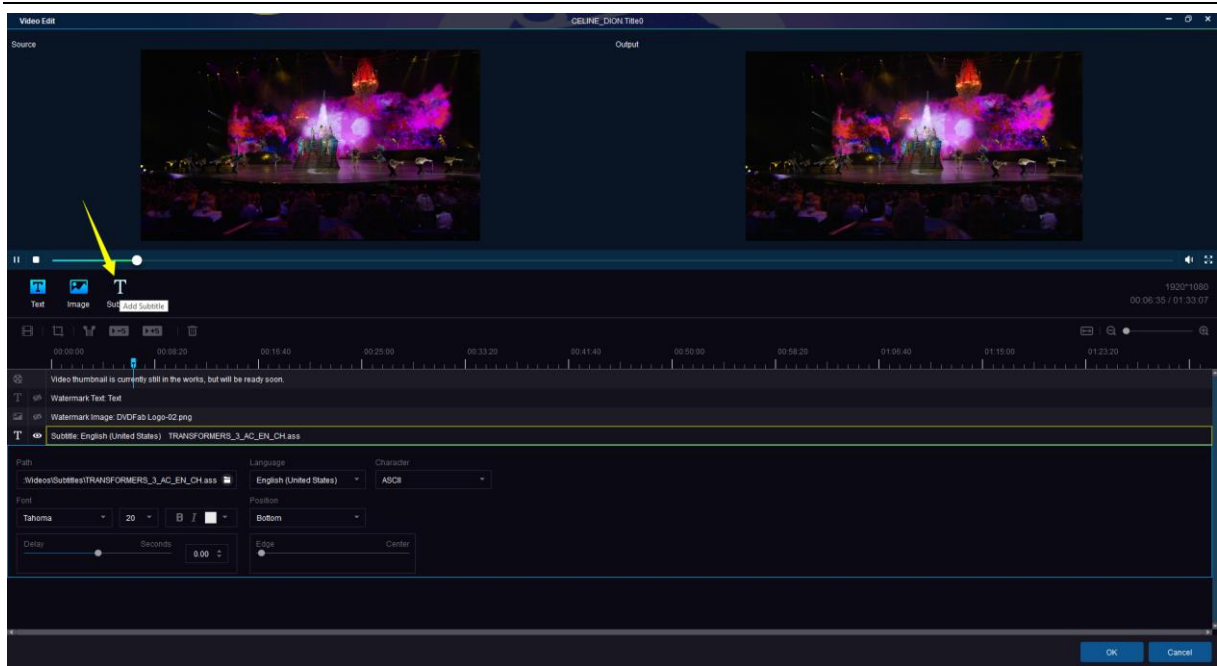 Video Edit CELINE_DION.Title0
Source Output
1920*1080
Text Image Sub Add Subtitle 00:06:35 / 01:33:07
00:00:00 00:08:20 00:16:40 00:25:00 00:33:20 00:41:40 00:50:00 00:58:20 01:06:40 01:15:00 01:23:20
Video thumbnail is currently still in the works, but will be ready soon.
T Watermark Text: Text
Watermark Image: DVDFab Logo-02.png
T Subtitle: English (United States) TRANSFORMERS_3_AC_EN_CH.ass
Path Language Character
:\Videos\Subtitles\TRANSFORMERS_3_AC_EN_CH.ass English (United States) ASCII
Font Position
Tahoma 20 B I Bottom
Delay Seconds Edge Center
0.00
OK Cancel